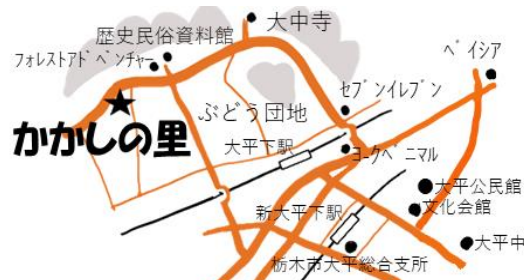 大中寺
歴史民俗資料館
フォレストアドベンチャー
ベイシア
セブンイレブン
ぶどう団地
かかしの里
大平下駅
ヨークベニマル
大平公民館
文化会館
新大平下駅
大平中
栃木市大平総合支所